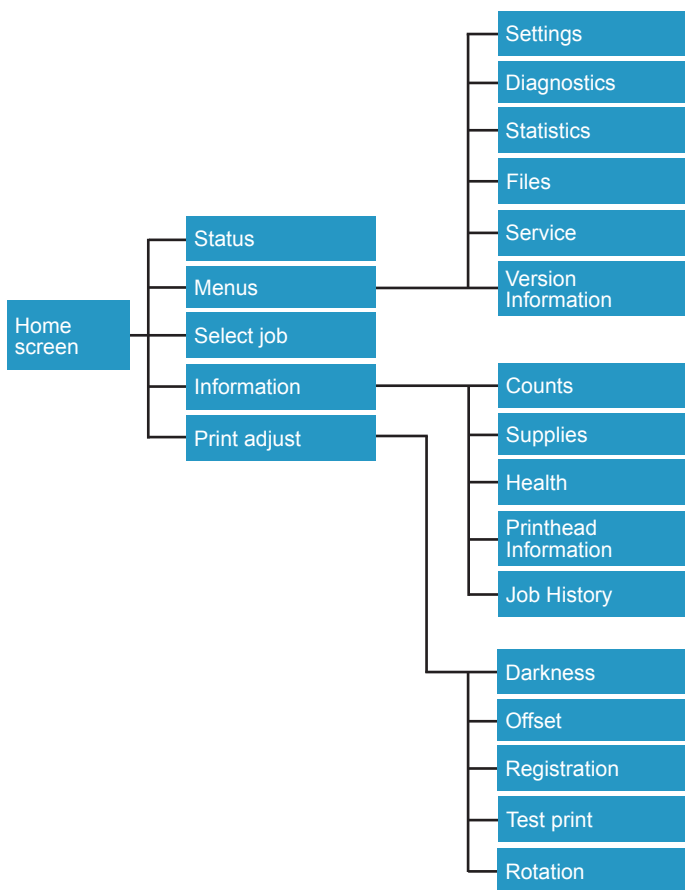 Home
screen
Status
Menus
Select job
Information
Print adjust
Settings
Diagnostics
Statistics
Files
Service
Version
Information
Counts
Supplies
Health
Printhead
Information
Job History
Darkness
Offset
Registration
Test print
Rotation